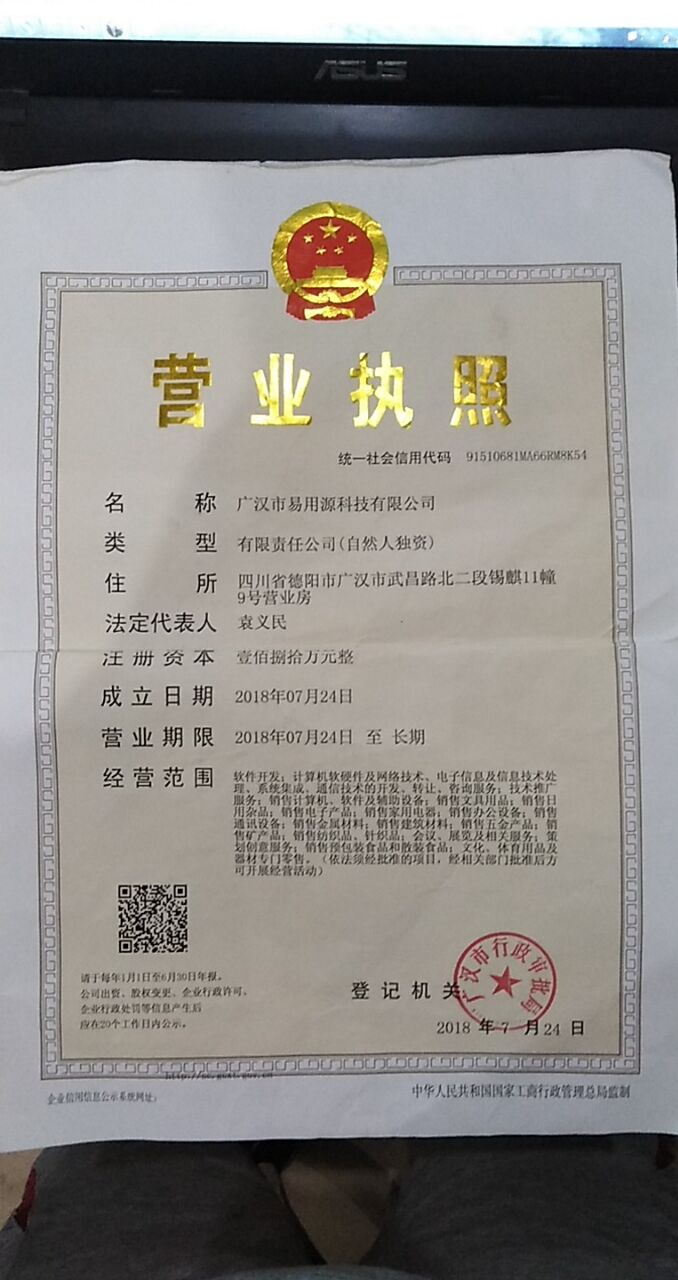 ASUS
营业执照
统一社会信用代码 91510681MA66RM8K54
名称 广汉市易用源科技有限公司
类型 有限责任公司(自然人独资)
住所 四川省德阳市广汉市武昌路北二段锡麒11幢
9号营业房
法定代表人 袁义民
注册资本 壹佰捌拾万元整
成立日期 2018年07月24日
营业期限 2018年07月24日 至 长期
经营范围 软件开发；计算机软硬件及网络技术、电子信息及信息技术处
理、系统集成、通信技术的开发、转让、咨询服务；技术推广
服务；销售计算机、软件及辅助设备；销售文具用品；销售日
用杂品；销售电子产品；销售家用电器；销售办公设备；销售
通讯设备；销售金属材料；销售建筑材料；销售五金产品；销
售矿产品；销售纺织品、针织品；会议、展览及相关服务；策
划创意服务；销售预包装食品和散装食品；文化、体育用品及
器材专门零售。（依法须经批准的项目，经相关部门批准后方
可开展经营活动）
请于每年1月1日至6月30日年报。
公司出资、股权变更、企业行政许可、
企业行政处罚等信息产生后
应在20个工作日内公示。
登记机关
广汉市行政审批局
2018 年 7 月 24 日
企业信用信息公示系统网址：
中华人民共和国国家工商行政管理总局监制